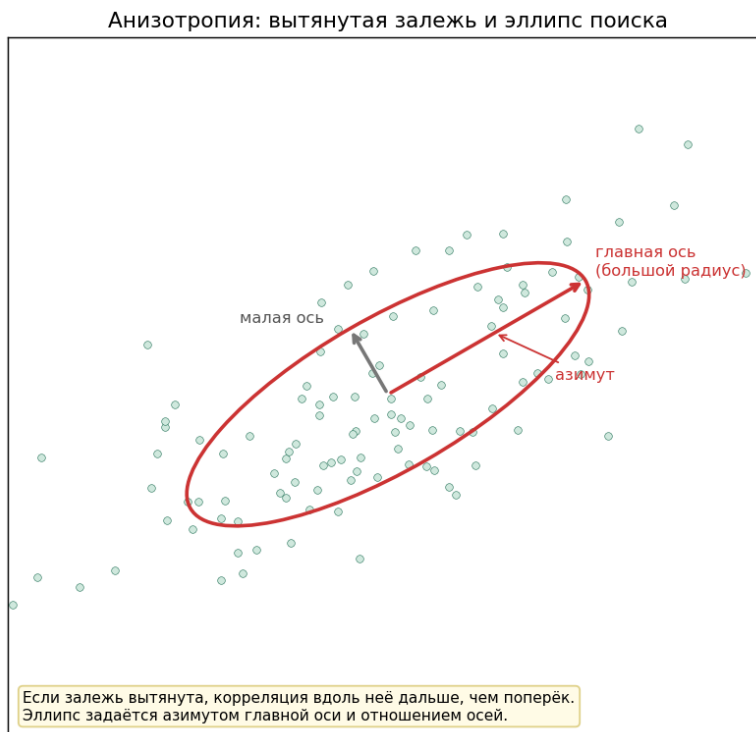 Анизотропия: вытянутая залежь и эллипс поиска
главная ось
(большой радиус)
малая ось
азимут
Если залежь вытянута, корреляция вдоль неё дальше, чем поперёк.
Эллипс задаётся азимутом главной оси и отношением осей.